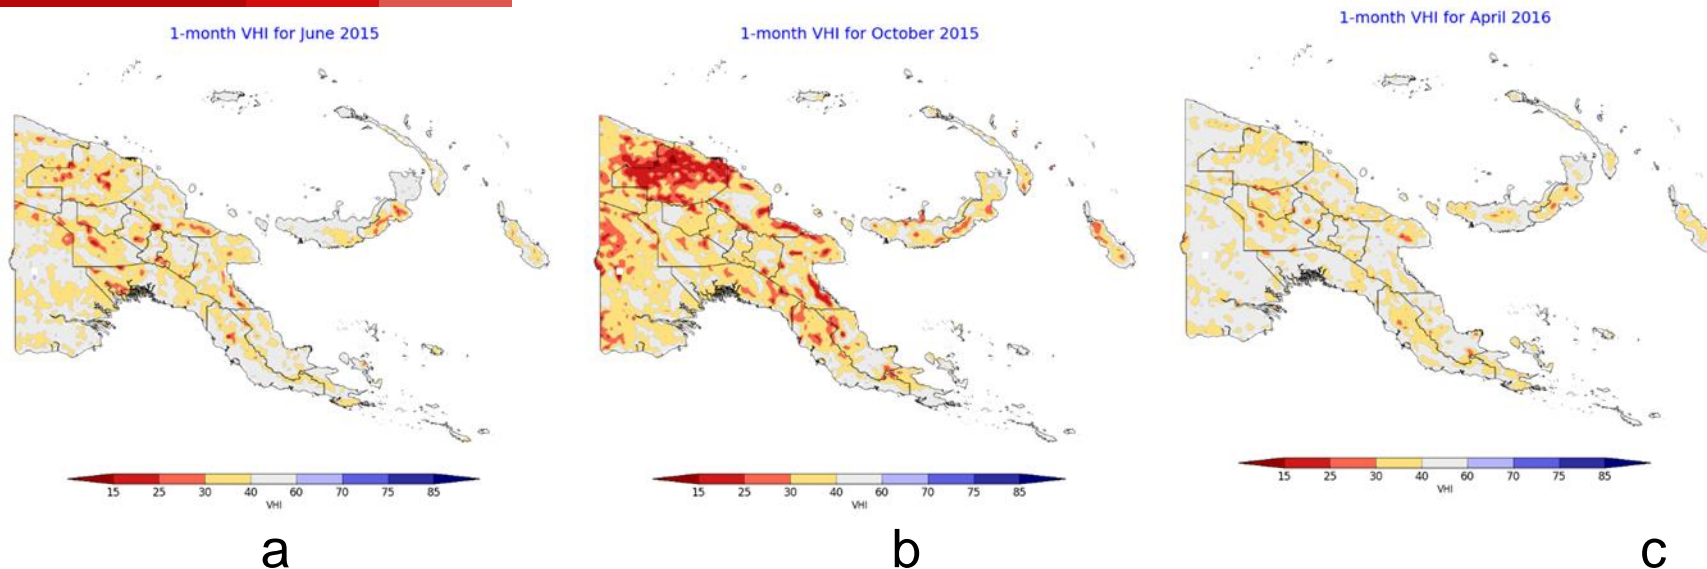 1-month VHI for June 2015
15 25 30 40 60 70 75 85
VHI
a
1-month VHI for October 2015
15 25 30 40 60 70 75 85
VHI
b
1-month VHI for April 2016
15 25 30 40 60 70 75 85
VHI
c